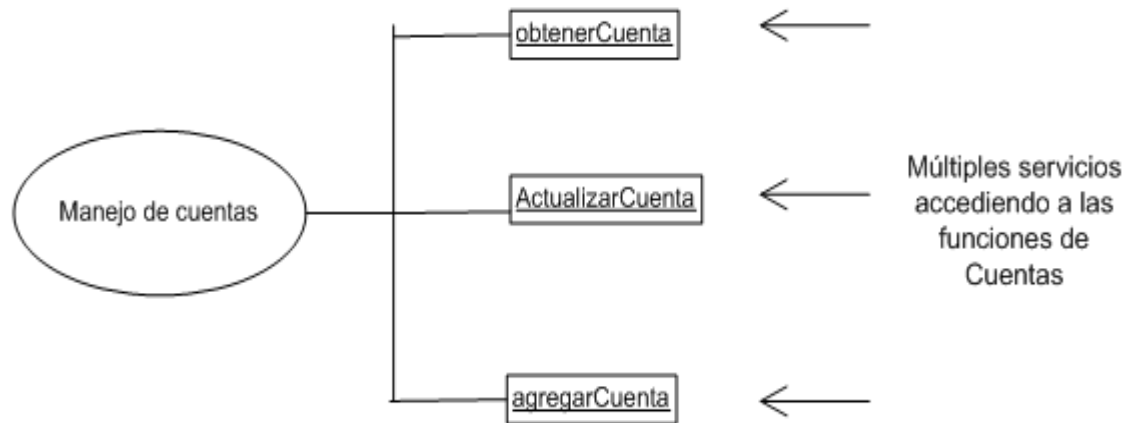 obtenerCuenta
Manejo de cuentas
ActualizarCuenta
Múltiples servicios
accediendo a las
funciones de
Cuentas
agregarCuenta